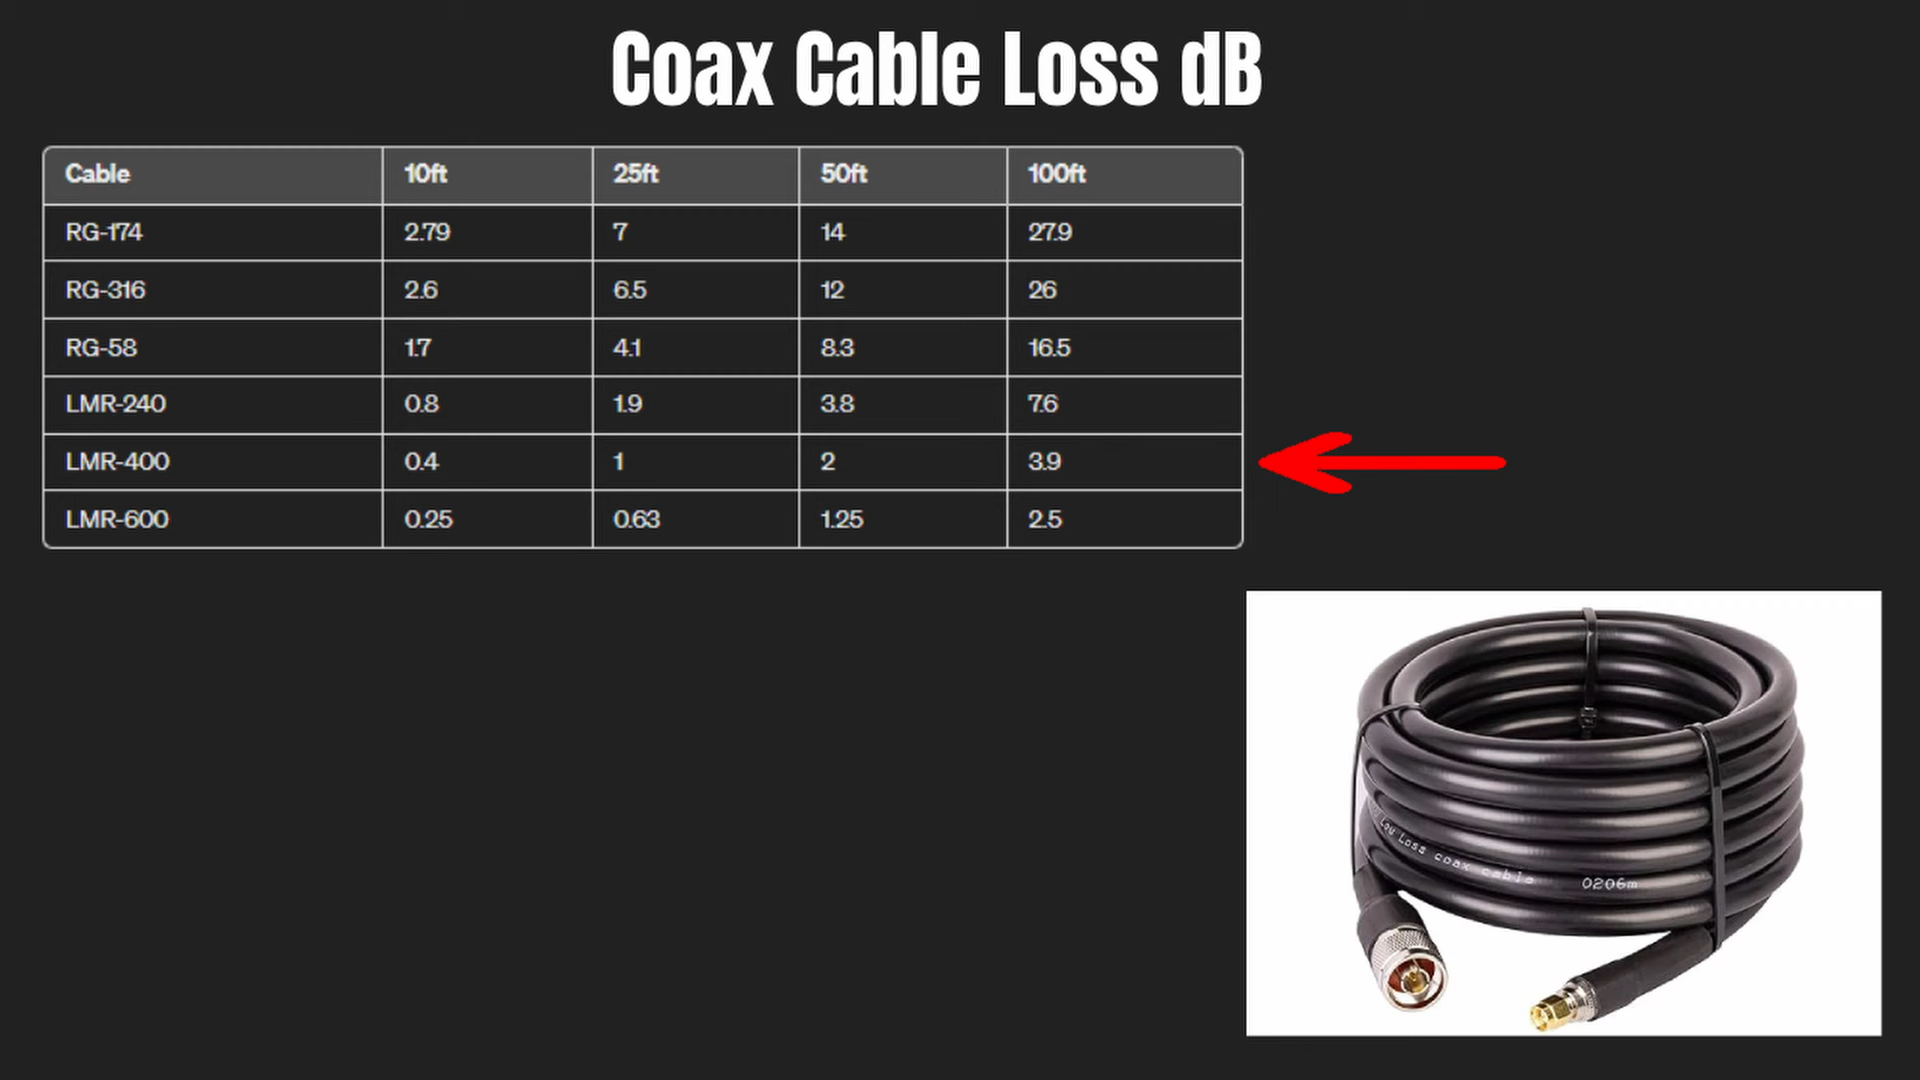 Coax Cable Loss dB
Cable 10ft 25ft 50ft 100ft
RG-174 2.79 7 14 27.9
RG-316 2.6 6.5 12 26
RG-58 1.7 4.1 8.3 16.5
LMR-240 0.8 1.9 3.8 7.6
LMR-400 0.4 1 2 3.9
LMR-600 0.25 0.63 1.25 2.5
Low Loss coax cable 0206m